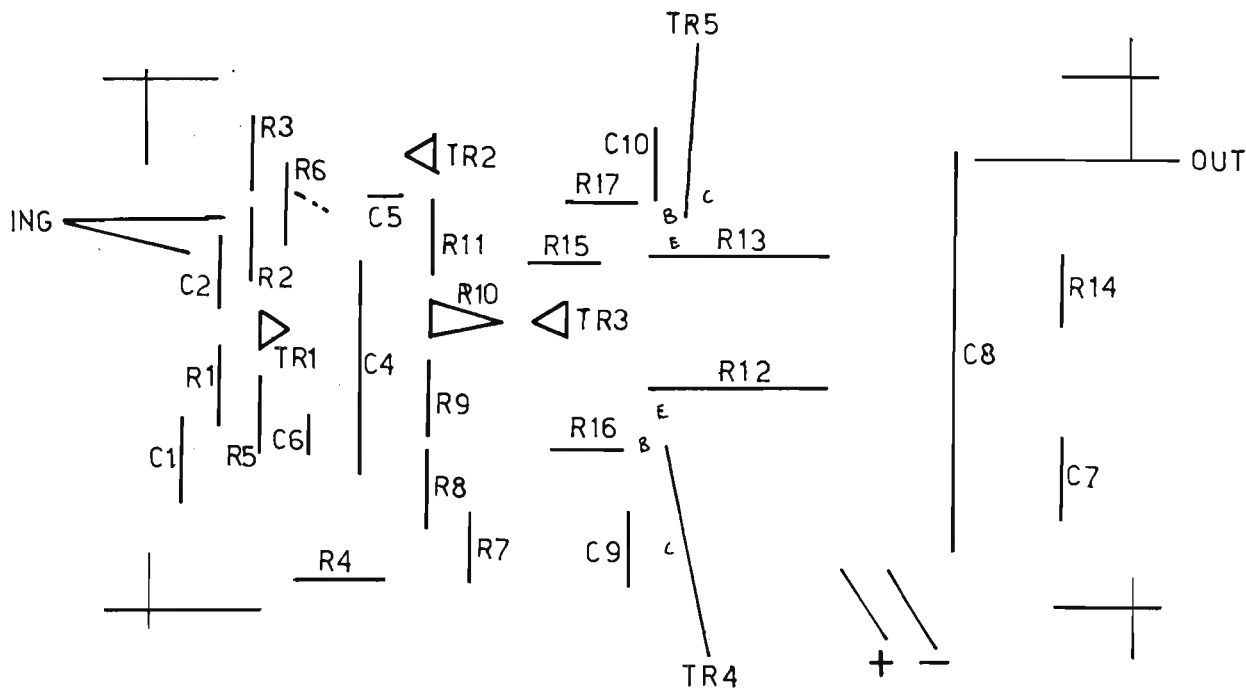 TR5
R3
C10
TR2
R6
OUT
R17
C5
C
B
ING
E
R13
R11
R15
C2
R2
R14
R10
TR3
TR1
C4
C8
R1
R12
R9
E
R16
B
C6
C1
R5
C7
R8
R7
C9
C
R4
+ −
TR4